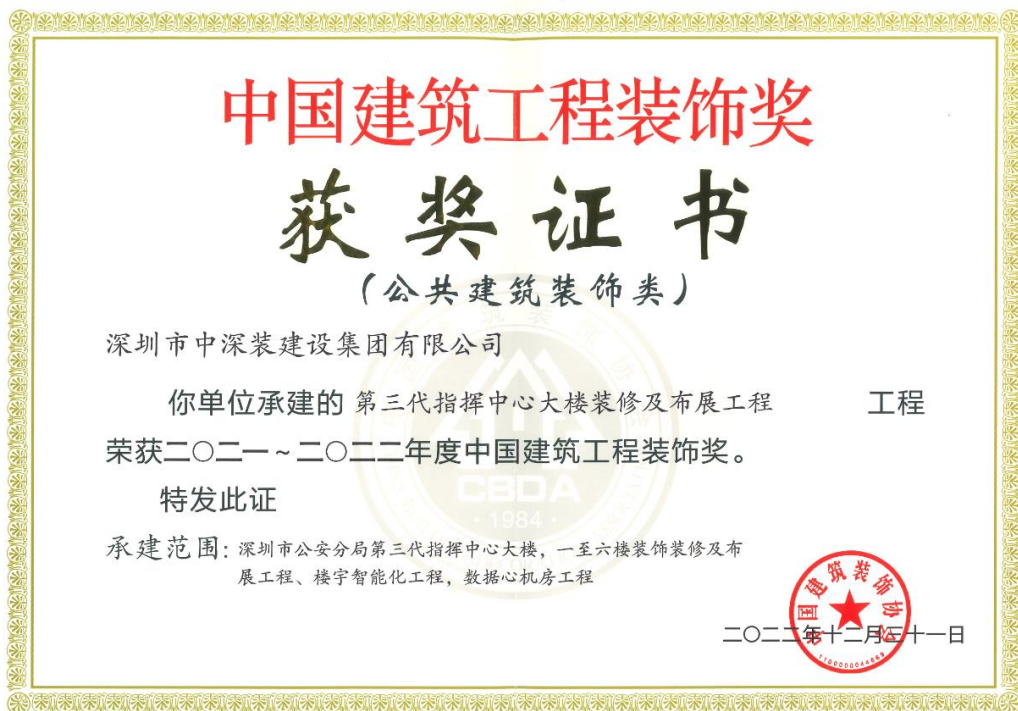 中国建筑工程装饰奖
获奖证书
（公共建筑装饰类）
深圳市中深装建设集团有限公司
你单位承建的 第三代指挥中心大楼装修及布展工程 工程
荣获二〇二一~二〇二二年度中国建筑工程装饰奖。
特发此证
承建范围: 深圳市公安分局第三代指挥中心大楼，一至六楼装饰装修及布
展工程、楼宇智能化工程，数据心机房工程
二〇二二年十二月三十一日
中国建筑装饰协会
CBDA
·1984·